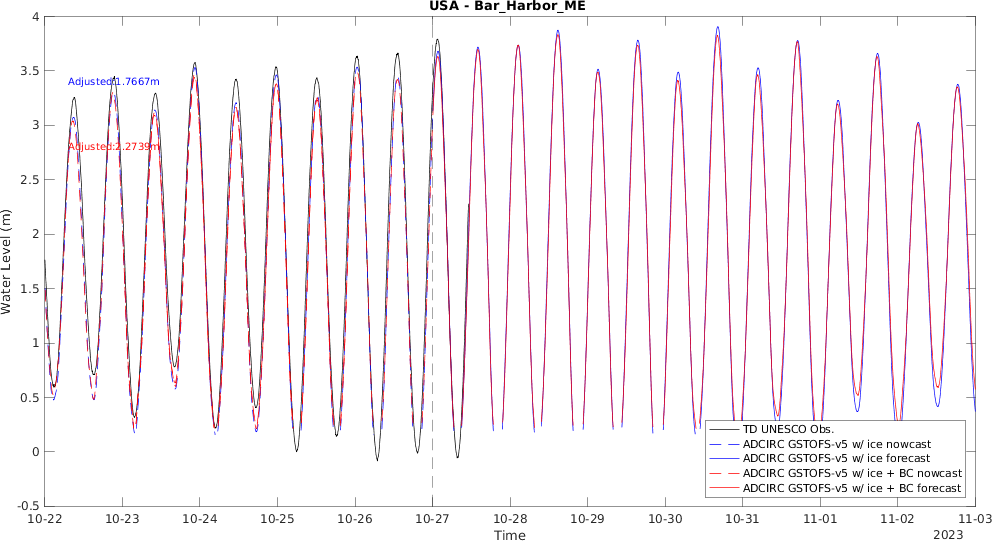 USA - Bar_Harbor_ME
4
3.5
3
2.5
2
1.5
1
0.5
0
-0.5
Water Level (m)
Adjusted:1.7667m
Adjusted:2.2739m
TD UNESCO Obs.
ADCIRC GSTOFS-v5 w/ ice nowcast
ADCIRC GSTOFS-v5 w/ ice forecast
ADCIRC GSTOFS-v5 w/ ice + BC nowcast
ADCIRC GSTOFS-v5 w/ ice + BC forecast
10-22 10-23 10-24 10-25 10-26 10-27 10-28 10-29 10-30 10-31 11-01 11-02 11-03
Time
2023